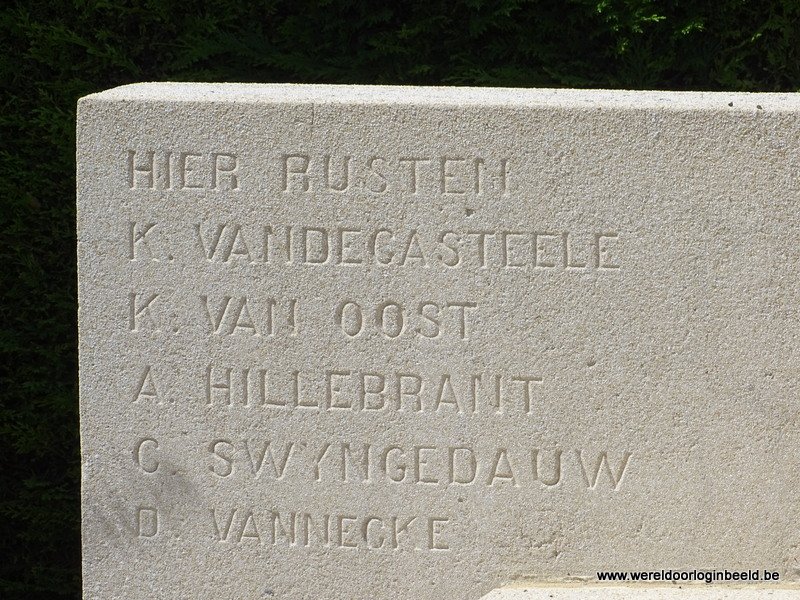 HIER RUSTEN
K. VANDEGASTEELE
K. VAN OOST
A. HILLEBRANT
C. SWYNGEDAUW
D. VANNECKE
www.wereldoorloginbeeld.be